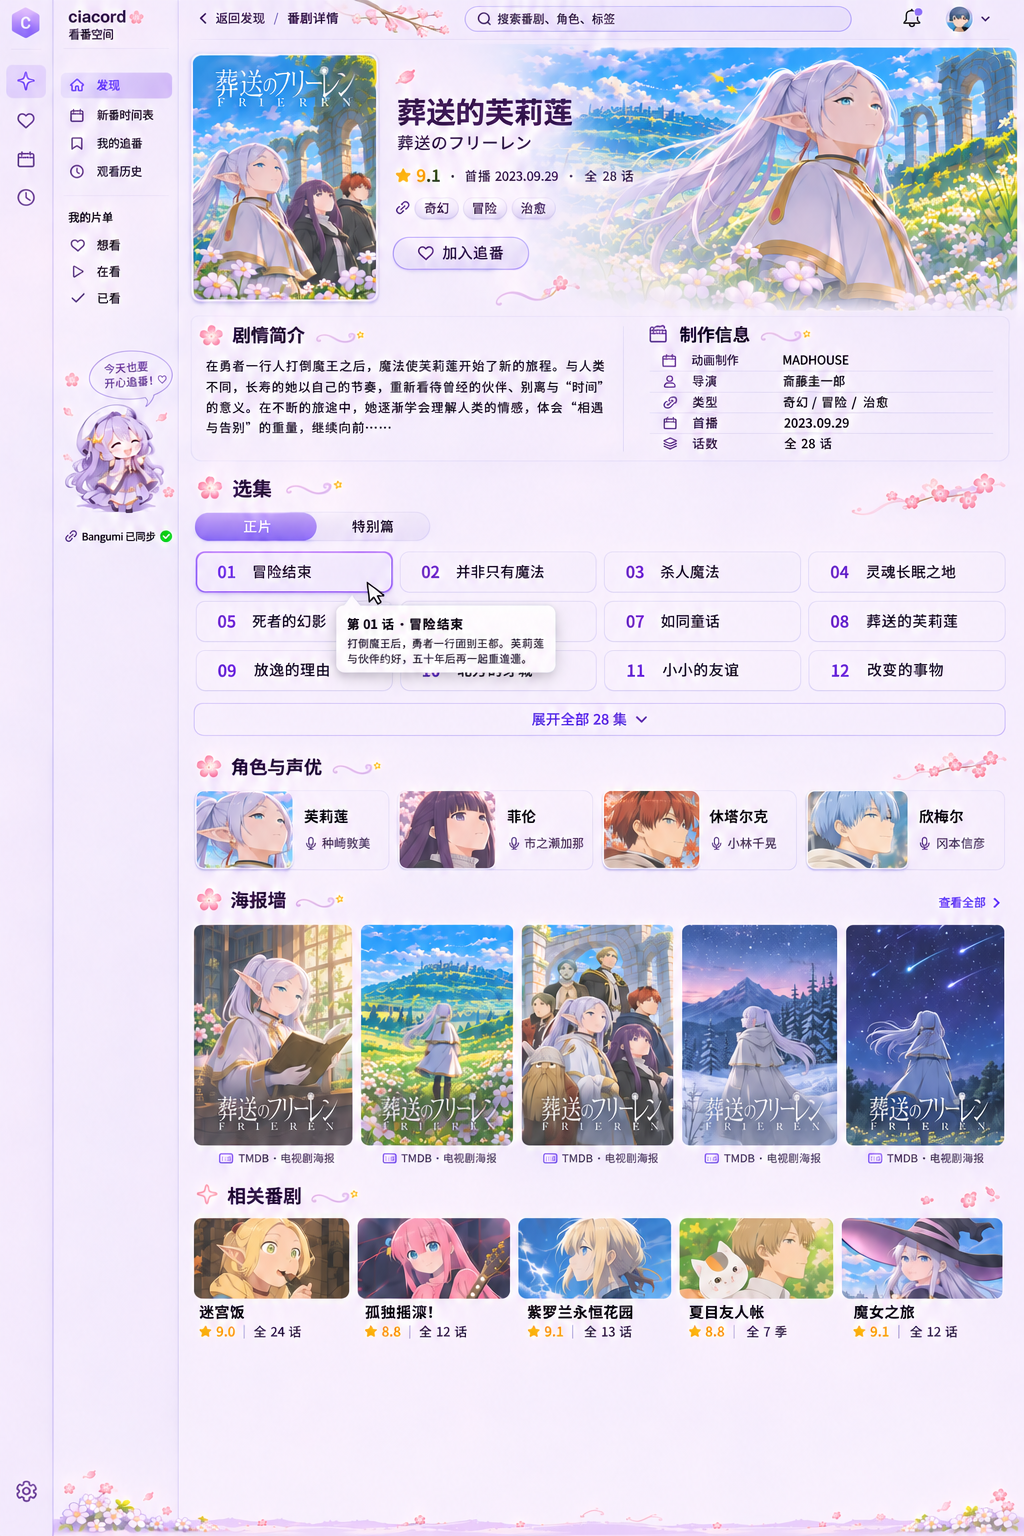 C
ciacord
看番空间
返回发现 / 番剧详情
搜索番剧、角色、标签
发现
新番时间表
我的追番
观看历史
我的片单
想看
在看
已看
今天也要
开心追番!
Bangumi 已同步
葬送のフリーレン
FRIEREN
葬送的芙莉莲
葬送のフリーレン
9.1 · 首播 2023.09.29 · 全 28 话
奇幻 冒险 治愈
加入追番
剧情简介
在勇者一行人打倒魔王之后，魔法使芙莉莲开始了新的旅程。与人类
不同，长寿的她以自己的节奏，重新看待曾经的伙伴、别离与“时间”
的意义。在不断的旅途中，她逐渐学会理解人类的情感，体会“相遇
与告别”的重量，继续向前……
制作信息
动画制作 MADHOUSE
导演 斋藤圭一郎
类型 奇幻 / 冒险 / 治愈
首播 2023.09.29
话数 全 28 话
选集
正片 特别篇
01 冒险结束
02 并非只有魔法
03 杀人魔法
04 灵魂长眠之地
05 死者的幻影
07 如同童话
08 葬送的芙莉莲
第 01 话 · 冒险结束
打倒魔王后，勇者一行团别王都。芙莉莲
与伙伴约好，五十年后再一起重逢。
09 放逸的理由
10
11 小小的友谊
12 改变的事物
展开全部 28 集
角色与声优
芙莉莲
种崎敦美
菲伦
市之濑加那
休塔尔克
小林千晃
欣梅尔
冈本信彦
海报墙
查看全部
葬送のフリーレン
FRIEREN
葬送のフリーレン
FRIEREN
葬送のフリーレン
FRIEREN
葬送のフリーレン
FRIEREN
葬送のフリーレン
FRIEREN
TMDB · 电视剧海报
TMDB · 电视剧海报
TMDB · 电视剧海报
TMDB · 电视剧海报
TMDB · 电视剧海报
相关番剧
迷宫饭
9.0 | 全 24 话
孤独摇滚!
8.8 | 全 12 话
紫罗兰永恒花园
9.1 | 全 13 话
夏目友人帐
8.8 | 全 7 季
魔女之旅
9.1 | 全 12 话